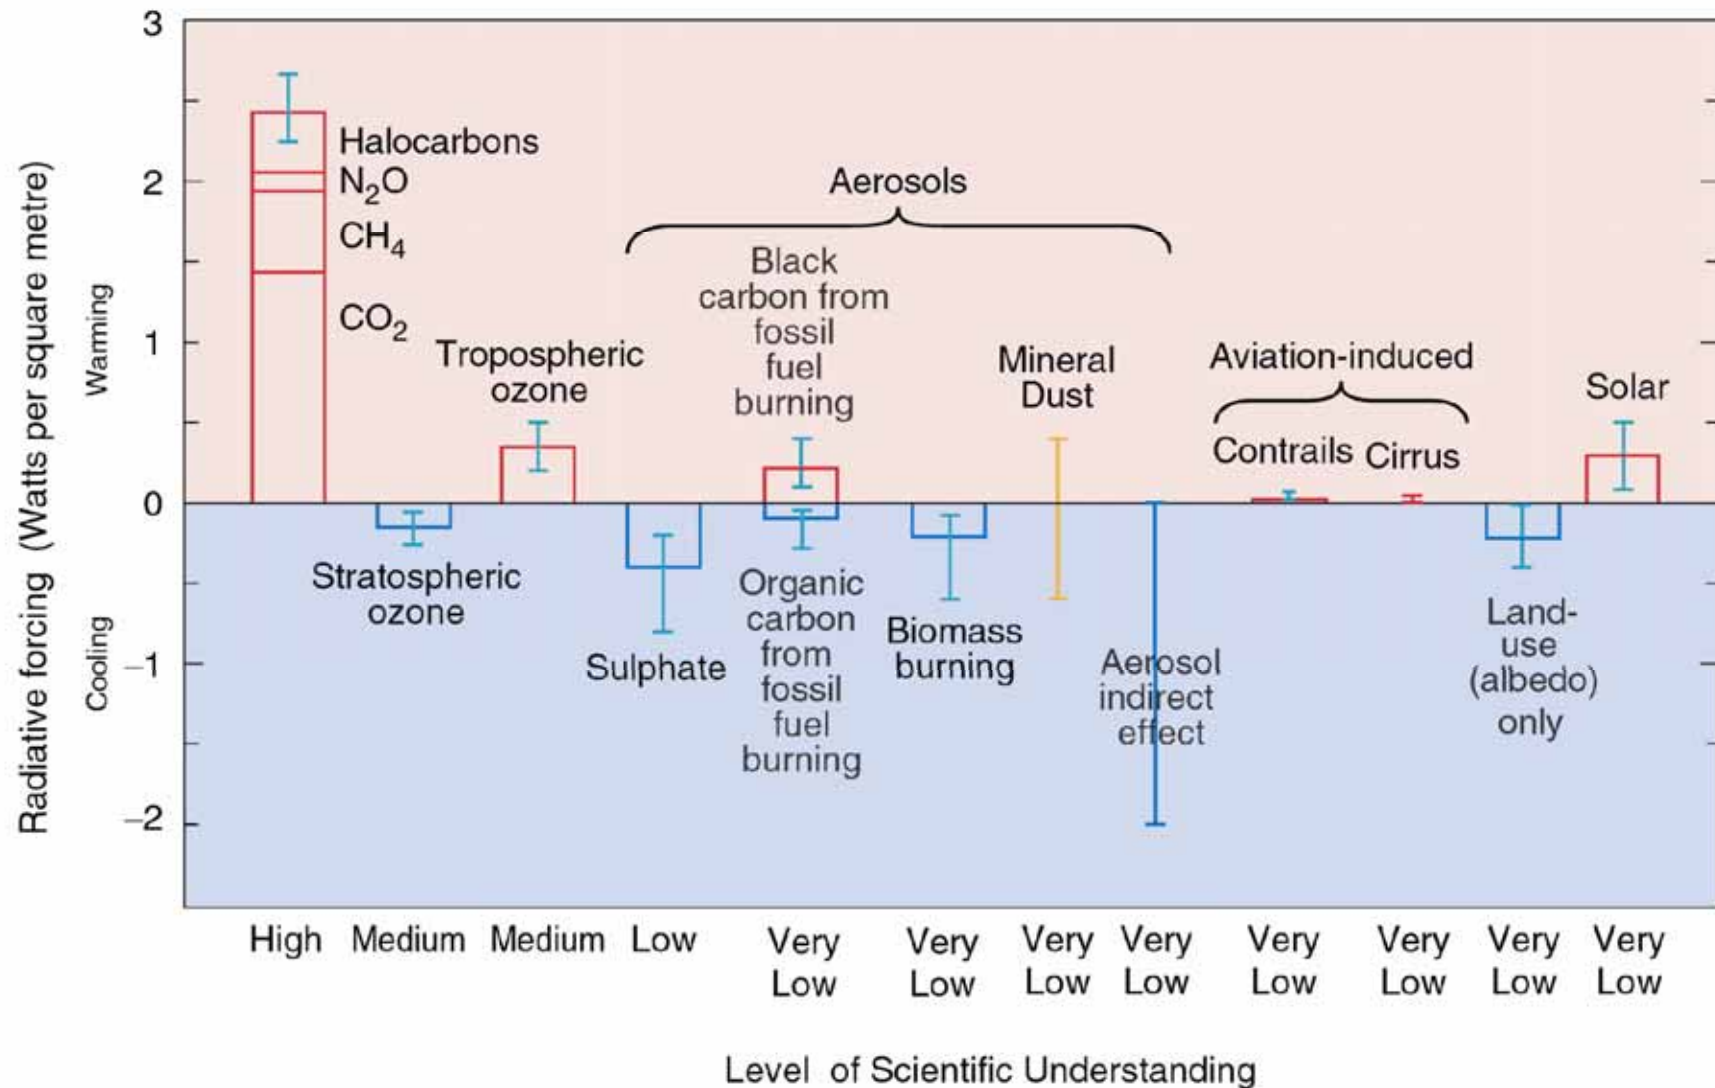 Radiative forcing (Watts per square metre)
Warming
Cooling
3
2
1
0
−1
−2
Halocarbons
N₂O
CH₄
CO₂
Stratospheric
ozone
Tropospheric
ozone
Aerosols
Sulphate
Black
carbon from
fossil
fuel
burning
Organic
carbon
from
fossil
fuel
burning
Biomass
burning
Mineral
Dust
Aerosol
indirect
effect
Aviation-induced
Contrails Cirrus
Land-
use
(albedo)
only
Solar
High Medium Medium Low Very Very Very Very Very Very Very Very
Low Low Low Low Low Low Low Low
Level of Scientific Understanding